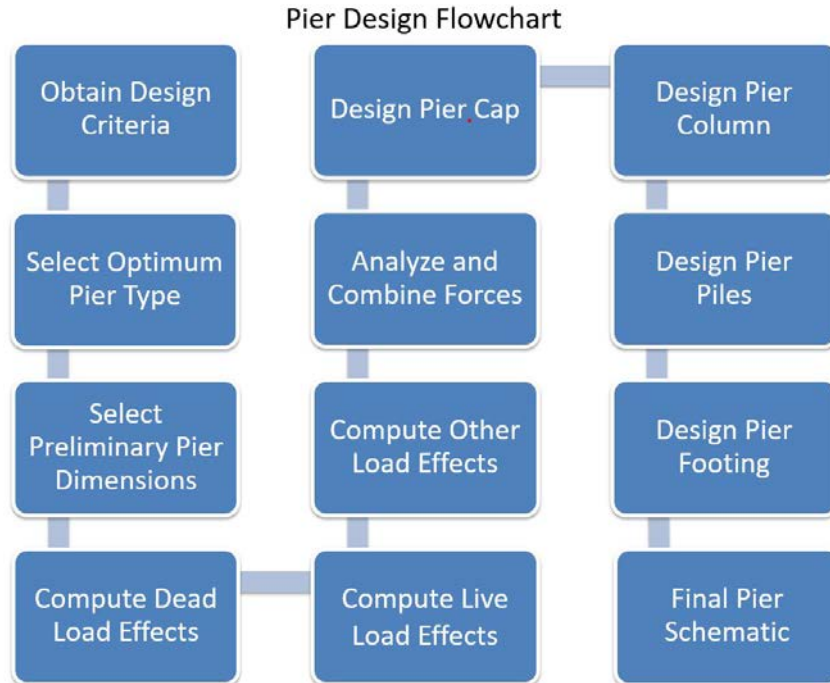 Pier Design Flowchart
Obtain Design
Criteria
Select Optimum
Pier Type
Select
Preliminary Pier
Dimensions
Compute Dead
Load Effects
Compute Live
Load Effects
Compute Other
Load Effects
Analyze and
Combine Forces
Design Pier Cap
Design Pier
Column
Design Pier
Piles
Design Pier
Footing
Final Pier
Schematic